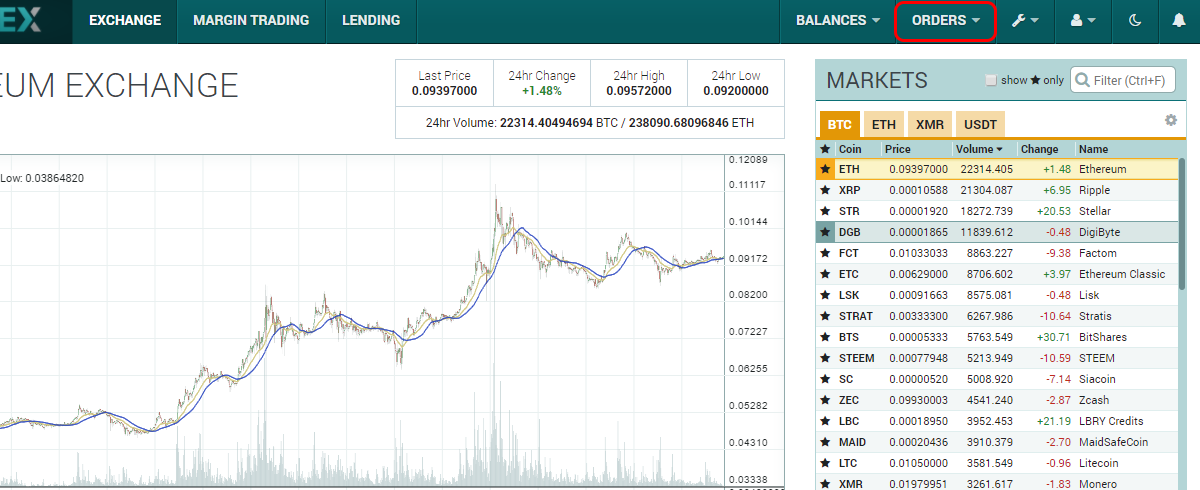 EX EXCHANGE MARGIN TRADING LENDING BALANCES ORDERS
EUM EXCHANGE
Last Price 24hr Change 24hr High 24hr Low
0.09397000 +1.48% 0.09572000 0.09200000
24hr Volume: 22314.40494694 BTC / 238090.68096846 ETH
Low: 0.03864820
0.12089
0.11117
0.10144
0.09172
0.08200
0.07227
0.06255
0.05282
0.04310
0.03338
MARKETS show ★ only Filter (Ctrl+F)
BTC ETH XMR USDT
★ Coin Price Volume ▼ Change Name
★ ETH 0.09397000 22314.405 +1.48 Ethereum
★ XRP 0.00010588 21304.087 +6.95 Ripple
★ STR 0.00001920 18272.739 +20.53 Stellar
★ DGB 0.00001865 11839.612 -0.48 DigiByte
★ FCT 0.01033033 8863.227 -9.38 Factom
★ ETC 0.00629000 8706.602 +3.97 Ethereum Classic
★ LSK 0.00091663 8575.081 -0.48 Lisk
★ STRAT 0.00333300 6267.986 -10.64 Stratis
★ BTS 0.00005333 5763.549 +30.71 BitShares
★ STEEM 0.00077948 5213.949 -10.59 STEEM
★ SC 0.00000520 5008.920 -7.14 Siacoin
★ ZEC 0.09930003 4541.240 -2.87 Zcash
★ LBC 0.00018950 3952.453 +21.19 LBRY Credits
★ MAID 0.00020436 3910.379 -2.70 MaidSafeCoin
★ LTC 0.01050000 3581.549 -0.96 Litecoin
★ XMR 0.01979951 3261.617 -1.83 Monero